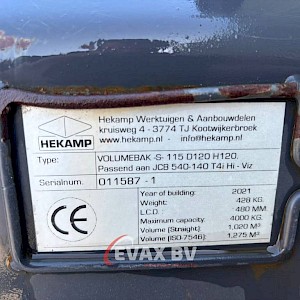 HEKAMP
Hekamp Werktuigen & Aanbouwdelen
kruisweg 4 - 3774 TJ Kootwijkerbroek
www.hekamp.nl - info@hekamp.nl
Type: VOLUMEBAK -S- 115 D120 H120.
Passend aan JCB 540-140 T4i Hi - Viz
Serialnum: 011587 - 1
Year of building: 2021
Weight: 428 KG.
L.C.D.: 480 MM.
Maximum capacity: 4000 KG.
Volume (Straight): 1,020 M³
Volume (ISO:7546): 1,275 M³
CE
EVAX BV